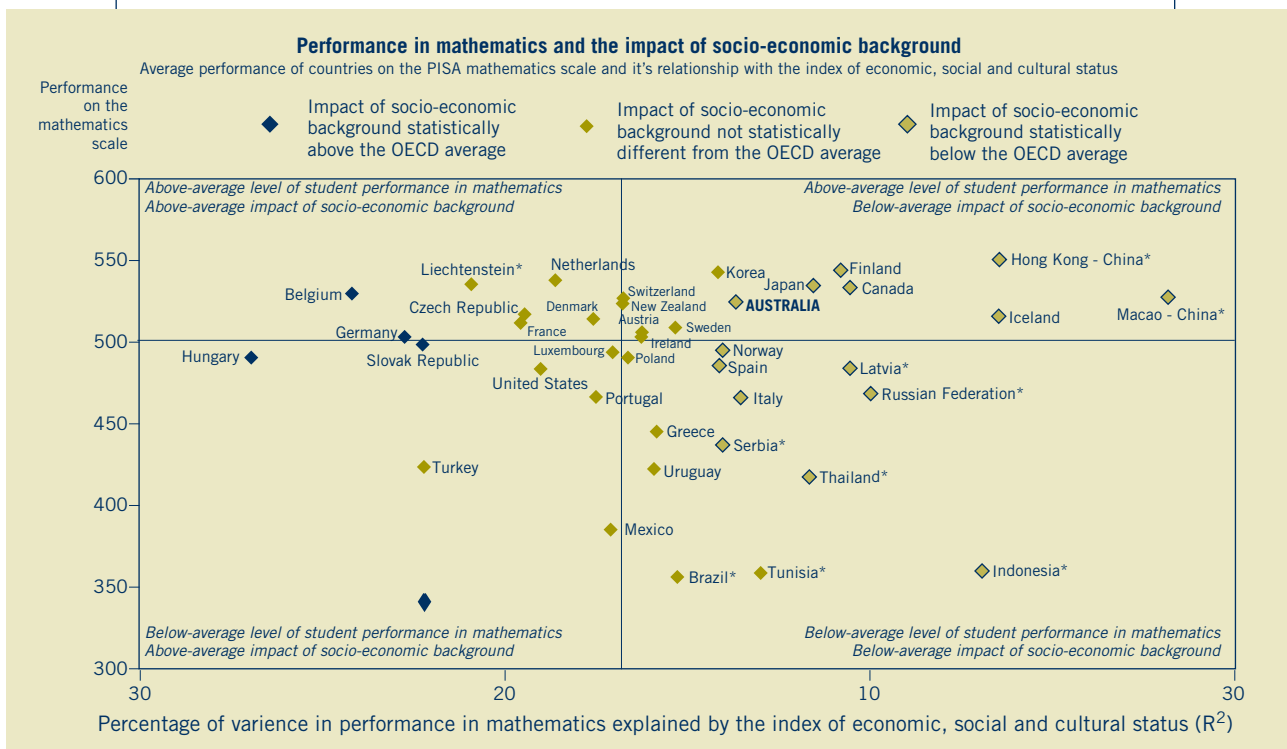 Performance in mathematics and the impact of socio-economic background
Average performance of countries on the PISA mathematics scale and it's relationship with the index of economic, social and cultural status
Performance
on the
mathematics
scale
Impact of socio-economic
background statistically
above the OECD average
Impact of socio-economic
background not statistically
different from the OECD average
Impact of socio-economic
background statistically
below the OECD average
600
Above-average level of student performance in mathematics
Above-average impact of socio-economic background
Above-average level of student performance in mathematics
Below-average impact of socio-economic background
550
Liechtenstein*
Netherlands
Korea
Finland
Hong Kong - China*
Belgium
Switzerland
Japan
Canada
Czech Republic
Denmark
New Zealand
AUSTRALIA
Macao - China*
Germany
France
Austria
Sweden
Iceland
500
Ireland
Hungary
Slovak Republic
Luxembourg
Poland
Norway
United States
Spain
Latvia*
Portugal
Italy
Russian Federation*
450
Greece
Serbia*
Turkey
Uruguay
Thailand*
400
Mexico
350
Brazil*
Tunisia*
Indonesia*
Below-average level of student performance in mathematics
Above-average impact of socio-economic background
Below-average level of student performance in mathematics
Below-average impact of socio-economic background
300
30
20
10
30
Percentage of varience in performance in mathematics explained by the index of economic, social and cultural status (R2)